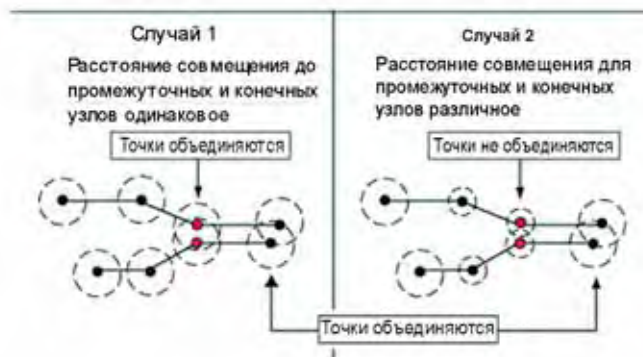 Случай 1
Расстояние совмещения до
промежуточных и конечных
узлов одинаковое
Точки объединяются
Случай 2
Расстояние совмещения для
промежуточных и конечных
узлов различное
Точки не объединяются
Точки объединяются